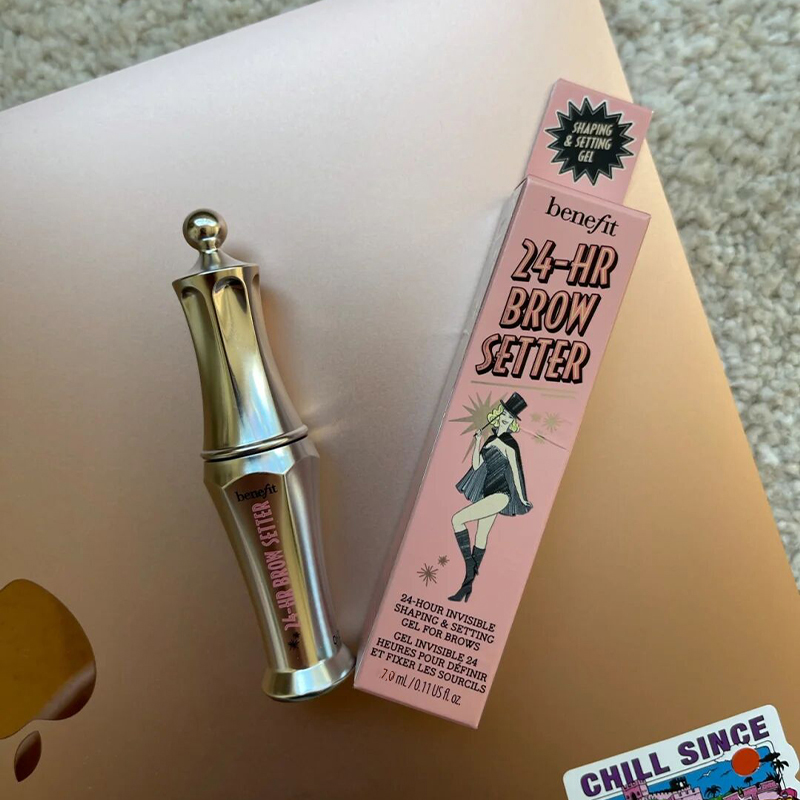 SHAPING
& SETTING
GEL
benefit
24-HR
BROW
SETTER
24-HOUR INVISIBLE
SHAPING & SETTING
GEL FOR BROWS
GEL INVISIBLE 24
HEURES POUR DÉFINIR
ET FIXER LES SOURCILS
7.0 mL / 0.11 US fl. oz.
benefit
24-HR BROW SETTER
CHILL SINCE